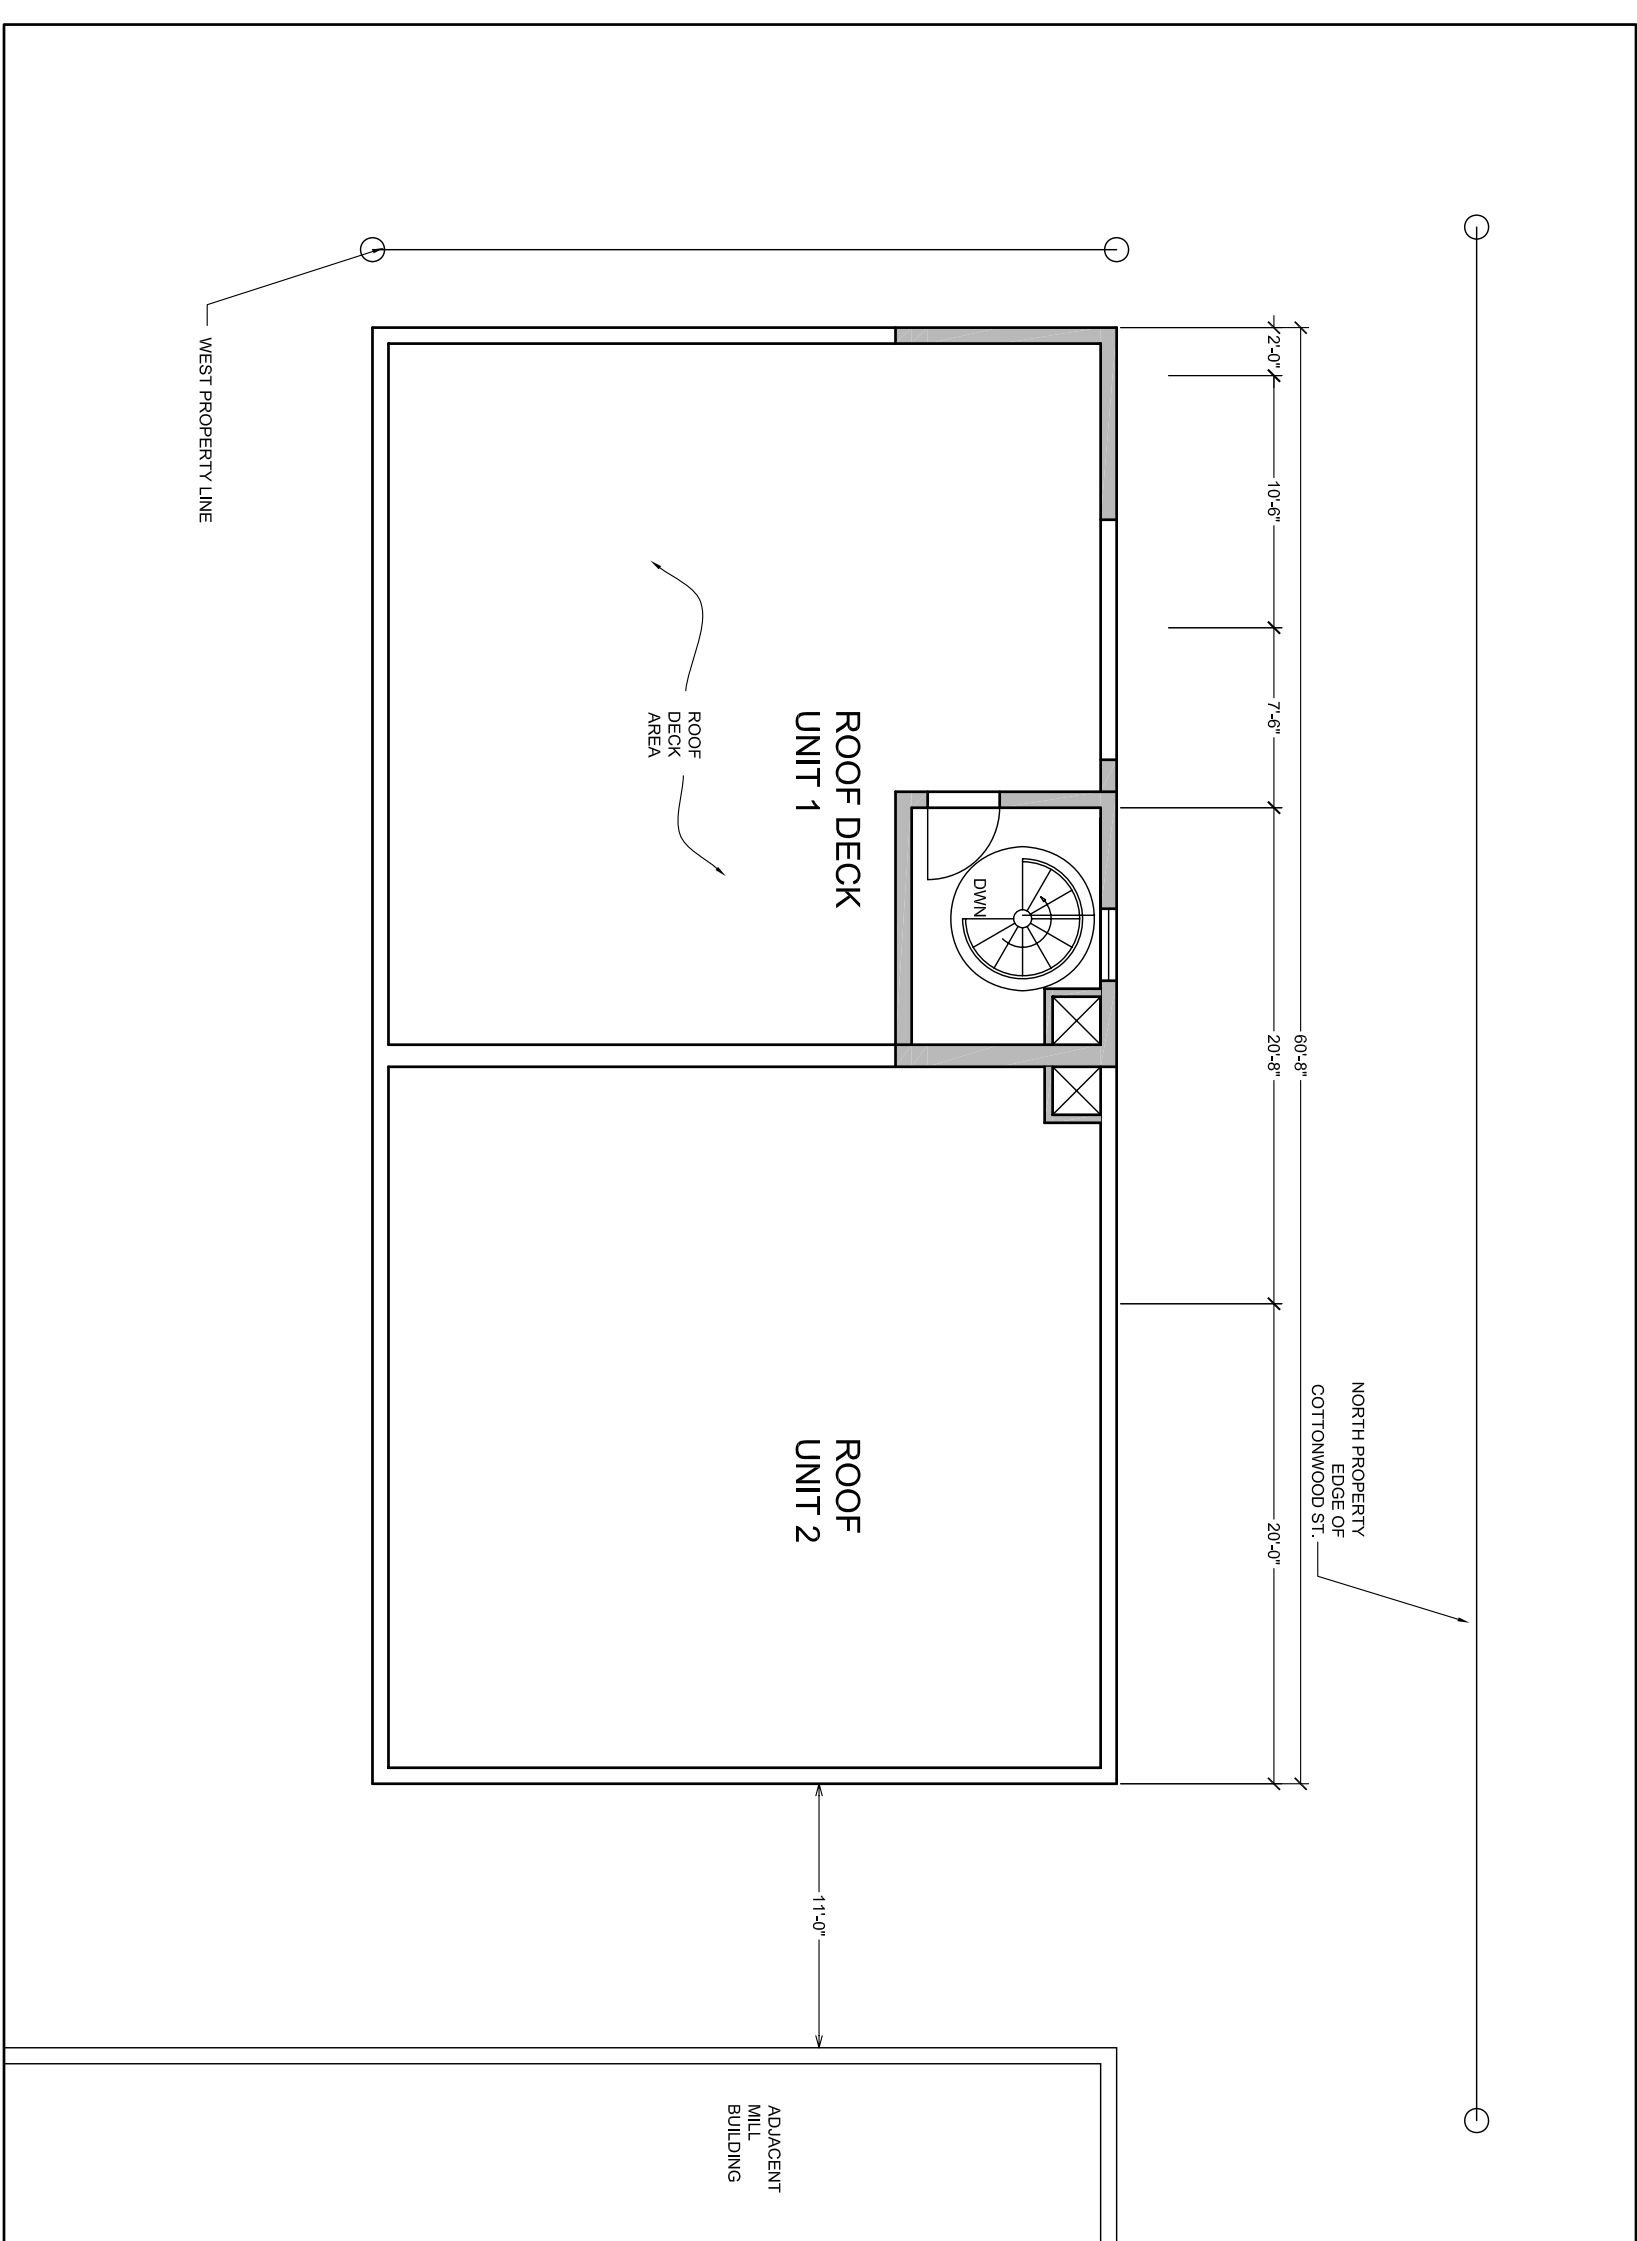 NORTH PROPERTY
EDGE OF
COTTONWOOD ST.
60'-8"
2'-0"
10'-6"
7'-6"
20'-8"
20'-0"
DWN
ROOF DECK
UNIT 1
ROOF
UNIT 2
11'-0"
ROOF
DECK
AREA
ADJACENT
MILL
BUILDING
WEST PROPERTY LINE